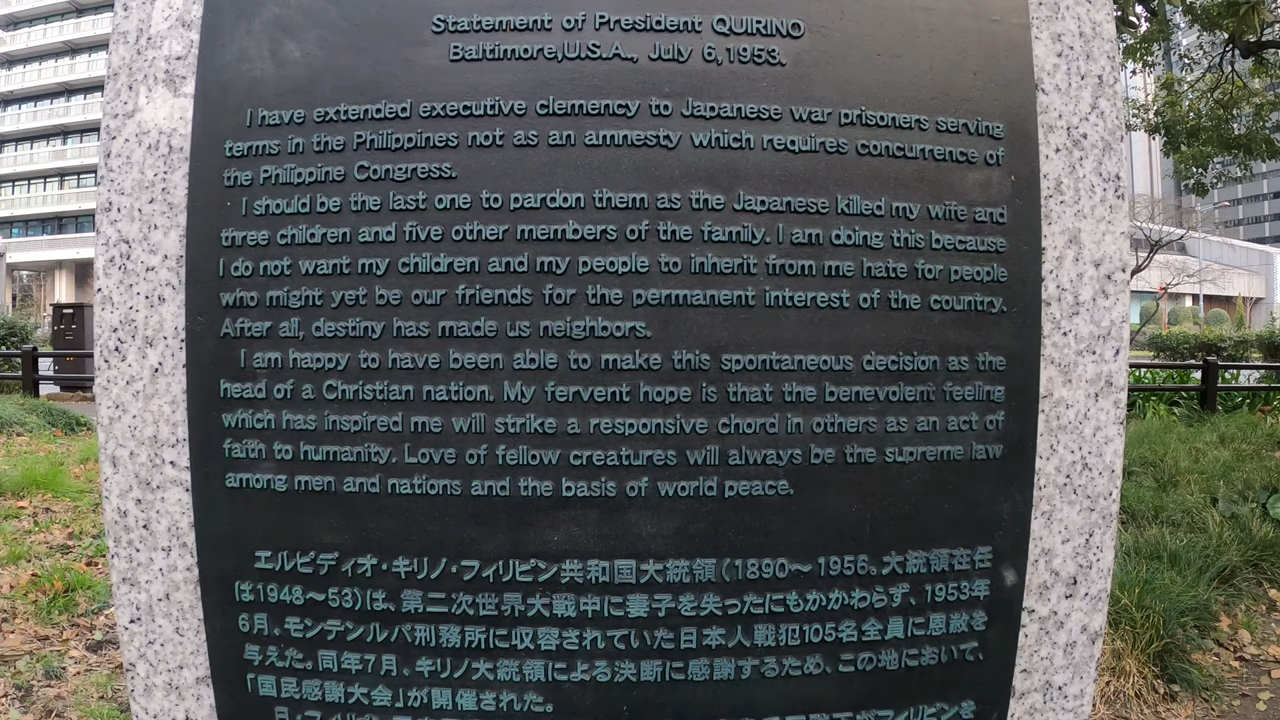 Statement of President QUIRINO
Baltimore,U.S.A., July 6,1953.
I have extended executive clemency to Japanese war prisoners serving
terms in the Philippines not as an amnesty which requires concurrence of
the Philippine Congress.
I should be the last one to pardon them as the Japanese killed my wife and
three children and five other members of the family. I am doing this because
I do not want my children and my people to inherit from me hate for people
who might yet be our friends for the permanent interest of the country.
After all, destiny has made us neighbors.
I am happy to have been able to make this spontaneous decision as the
head of a Christian nation. My fervent hope is that the benevolent feeling
which has inspired me will strike a responsive chord in others as an act of
faith to humanity. Love of fellow creatures will always be the supreme law
among men and nations and the basis of world peace.
エルピディオ・キリノ・フィリピン共和国大統領(1890〜1956。大統領在任
は1948〜53)は、第二次世界大戦中に妻子を失ったにもかかわらず、1953年
6月、モンテンルパ刑務所に収容されていた日本人戦犯105名全員に恩赦を
与えた。同年7月、キリノ大統領による決断に感謝するため、この地において、
「国民感謝大会」が開催された。